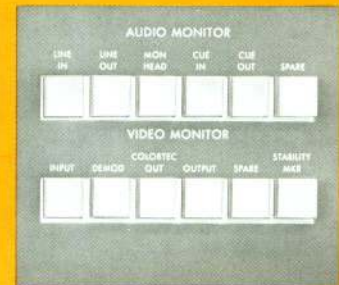 AUDIO MONITOR
LINE IN LINE OUT MON HEAD CUE IN CUE OUT SPARE
VIDEO MONITOR
INPUT DEMOD COLORTEC OUT OUTPUT SPARE STABILITY MKR